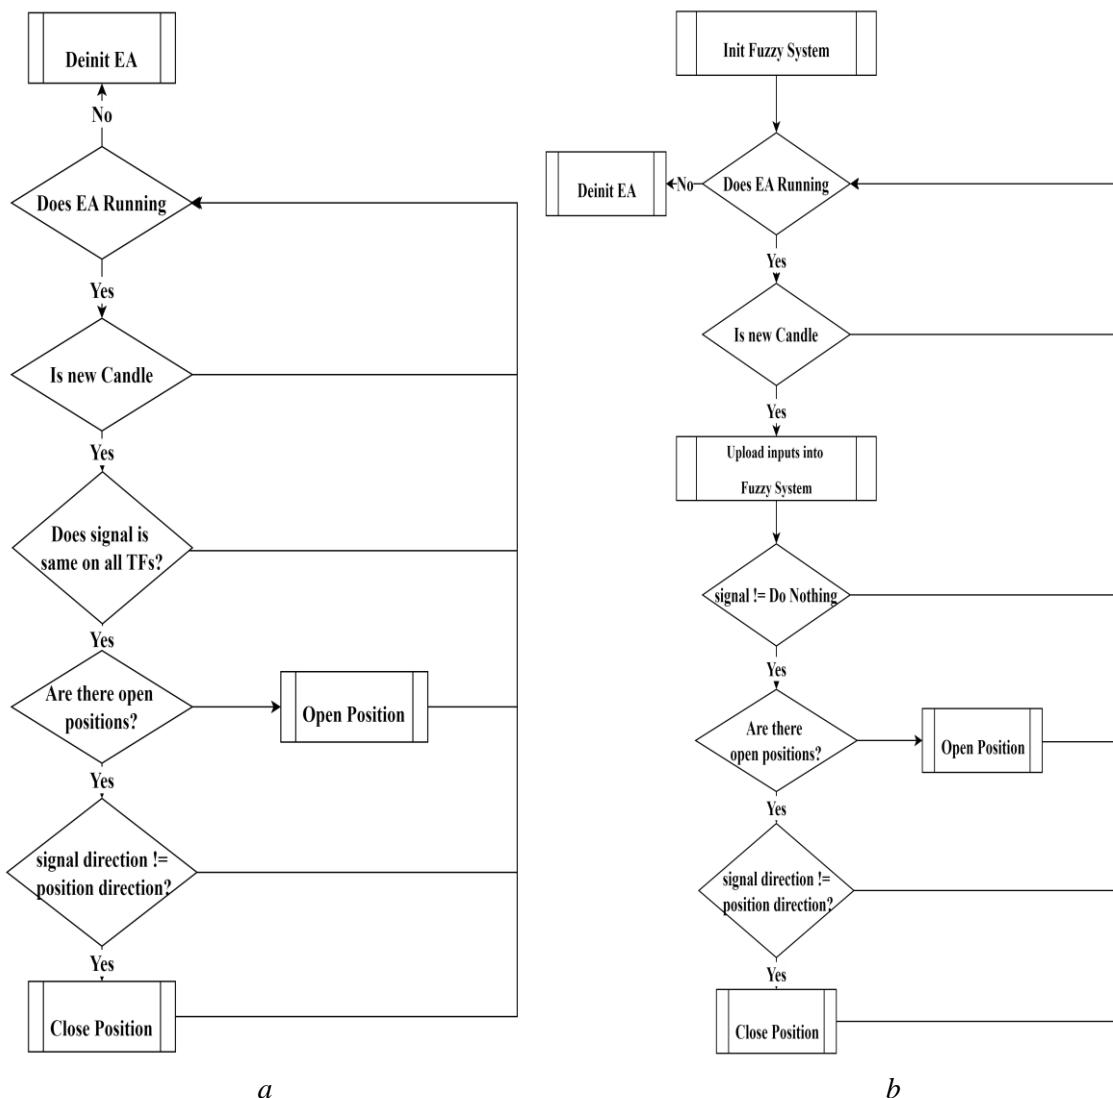 Deinit EA
No
Does EA Running
Yes
Is new Candle
Yes
Does signal is
same on all TFs?
Yes
Are there open
positions?
Open Position
Yes
signal direction !=
position direction?
Yes
Close Position
a
Init Fuzzy System
Deinit EA
No
Does EA Running
Yes
Is new Candle
Yes
Upload inputs into
Fuzzy System
signal != Do Nothing
Yes
Are there
open positions?
Open Position
Yes
signal direction !=
position direction?
Yes
Close Position
b